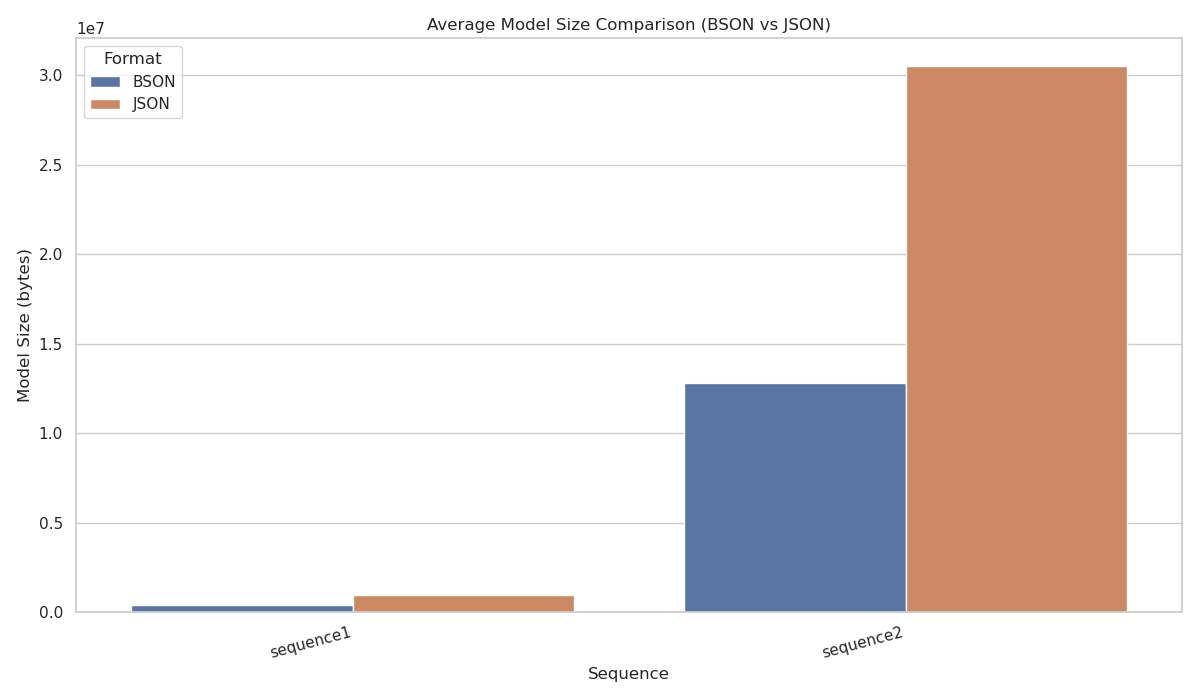 Average Model Size Comparison (BSON vs JSON)
1e7
Format
BSON
JSON
3.0
2.5
2.0
1.5
1.0
0.5
0.0
Model Size (bytes)
sequence1
sequence2
Sequence